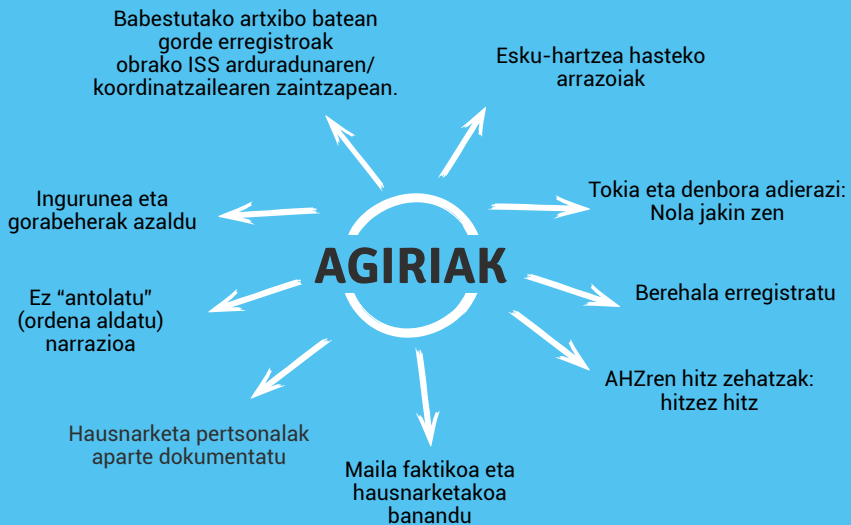 Babestutako artxibo batean
gorde erregistroak
obrako ISS arduradunaren/
koordinatzailearen zaintzapean.
Esku-hartzea hasteko
arrazoiak
Ingurunea eta
gorabeherak azaldu
Tokia eta denbora adierazi:
Nola jakin zen
AGIRIAK
Ez “antolatu”
(ordena aldatu)
narrazioa
Berehala erregistratu
AHZren hitz zehatzak:
hitzez hitz
Hausnarketa pertsonalak
aparte dokumentatu
Maila faktikoa eta
hausnarketakoa
banandu